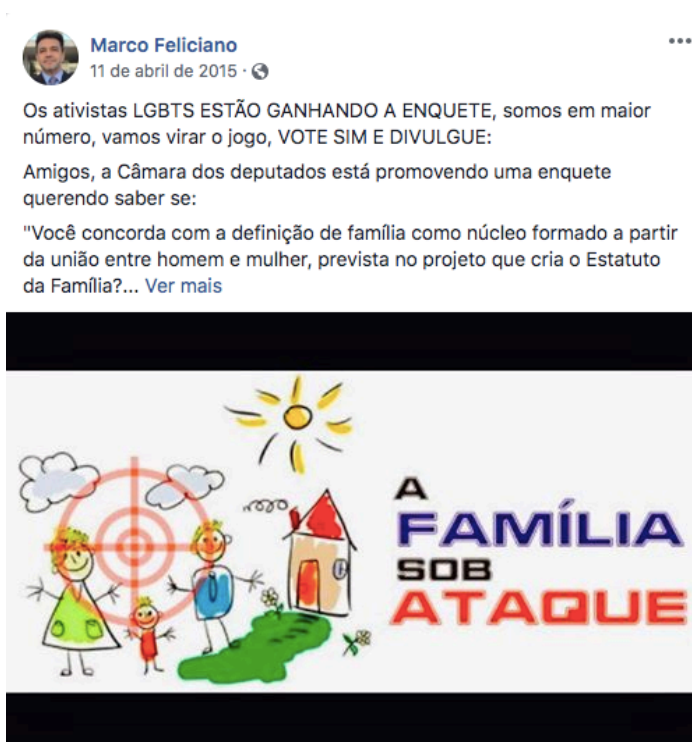 Marco Feliciano
11 de abril de 2015 ·
Os ativistas LGBTS ESTÃO GANHANDO A ENQUETE, somos em maior
número, vamos virar o jogo, VOTE SIM E DIVULGUE:
Amigos, a Câmara dos deputados está promovendo uma enquete
querendo saber se:
"Você concorda com a definição de família como núcleo formado a partir
da união entre homem e mulher, prevista no projeto que cria o Estatuto
da Família?... Ver mais
A
FAMÍLIA
SOB
ATAQUE